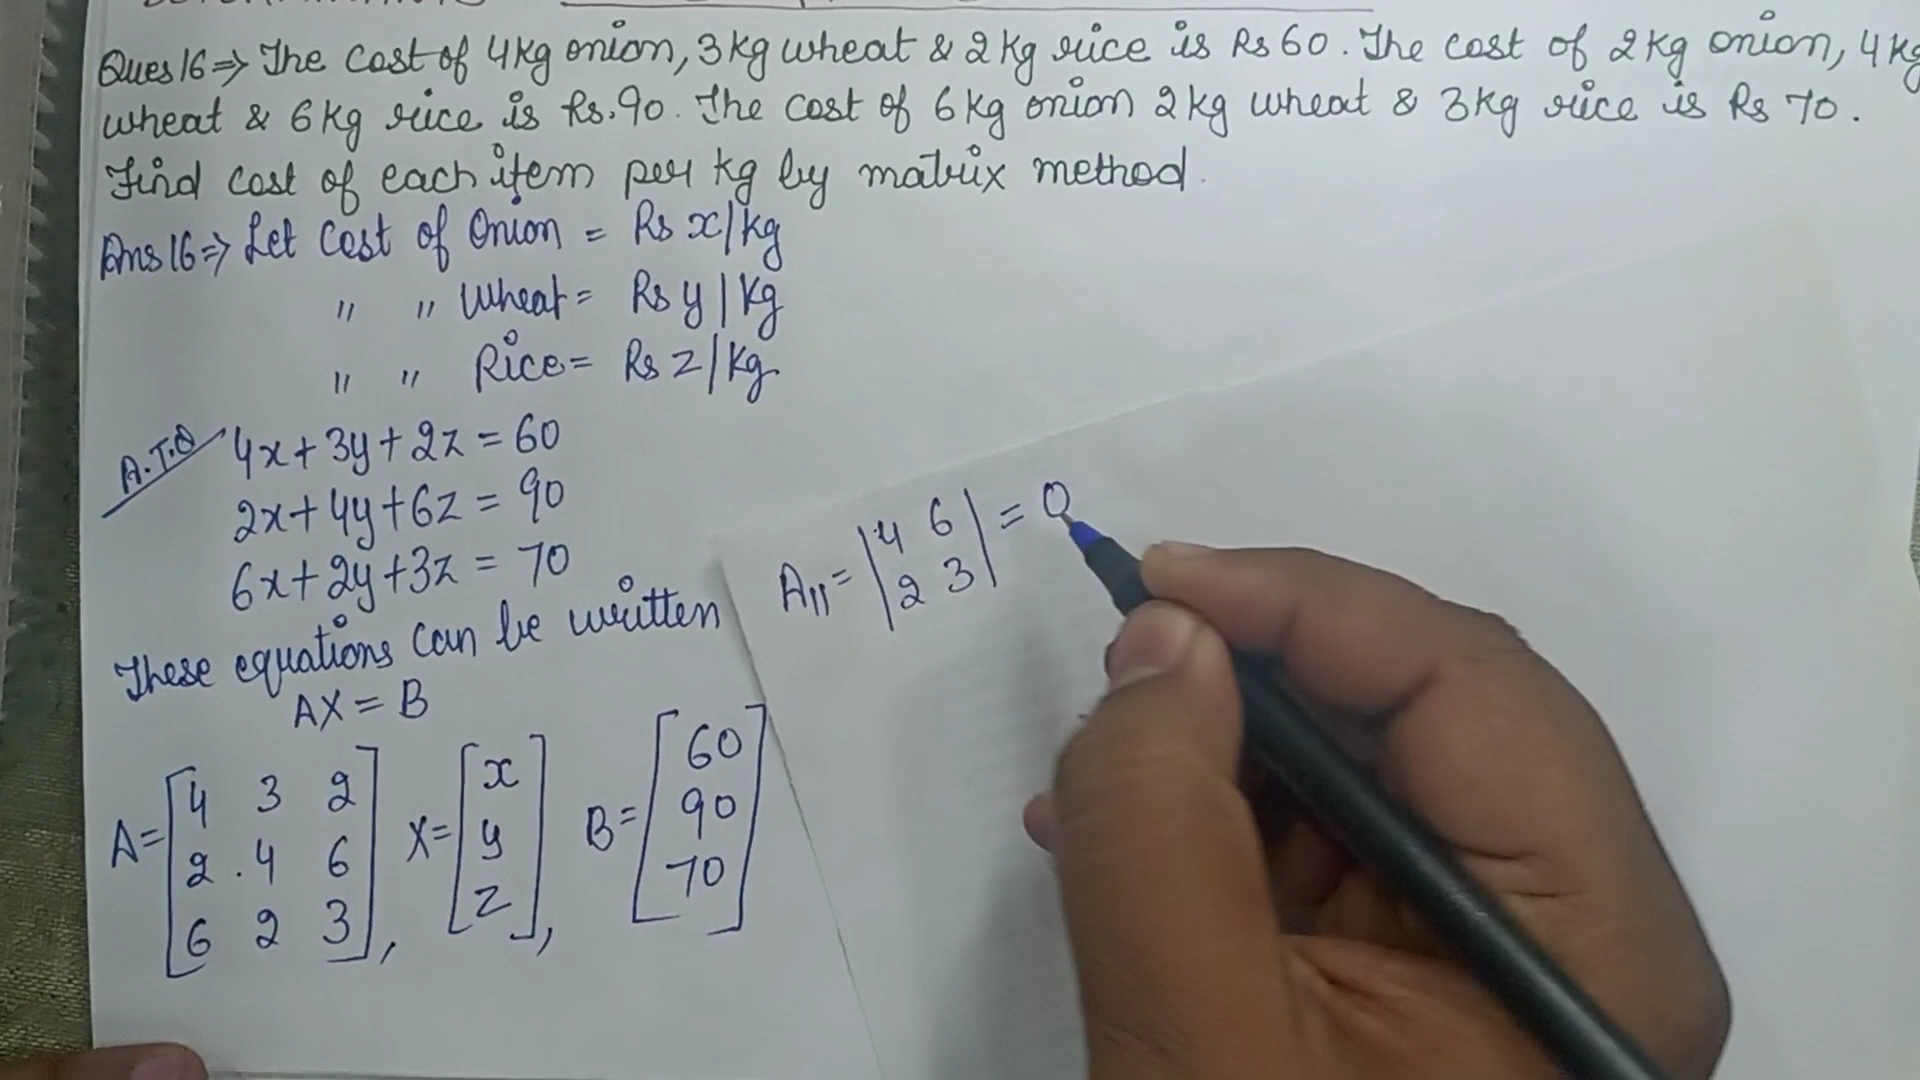 Ques 16⇒ The cost of 4kg onion, 3kg wheat & 2kg rice is Rs 60. The cost of 2kg onion, 4kg
wheat & 6kg rice is Rs. 90. The cost of 6kg onion 2kg wheat & 3kg rice is Rs 70.
Find cost of each item per kg by matrix method.
Ans 16⇒ Let Cost of Onion = Rs x/kg
" " Wheat = Rs y/kg
" " Rice = Rs z/kg
A.T.Q 4x + 3y + 2z = 60
2x + 4y + 6z = 90
6x + 2y + 3z = 70
These equations can be written
AX = B
A = [4 3 2
2 . 4 6
6 2 3], X = [x
y
z], B = [60
90
70]
A11 = |4 6
2 3| = 0